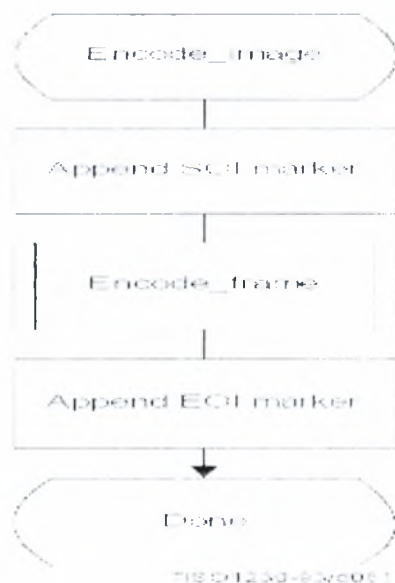 Encode_image
Append SOI marker
Encode_frame
Append EOI marker
Done